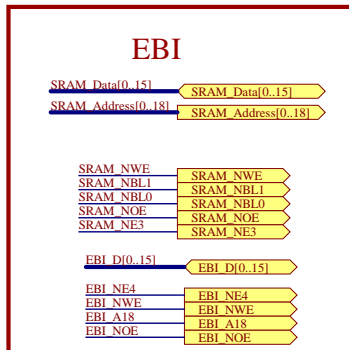 EBI
SRAM_Data[0..15] SRAM_Data[0..15]
SRAM_Address[0..18] SRAM_Address[0..18]
SRAM_NWE SRAM_NWE
SRAM_NBL1 SRAM_NBL1
SRAM_NBL0 SRAM_NBL0
SRAM_NOE SRAM_NOE
SRAM_NE3 SRAM_NE3
EBI_D[0..15] EBI_D[0..15]
EBI_NE4 EBI_NE4
EBI_NWE EBI_NWE
EBI_A18 EBI_A18
EBI_NOE EBI_NOE